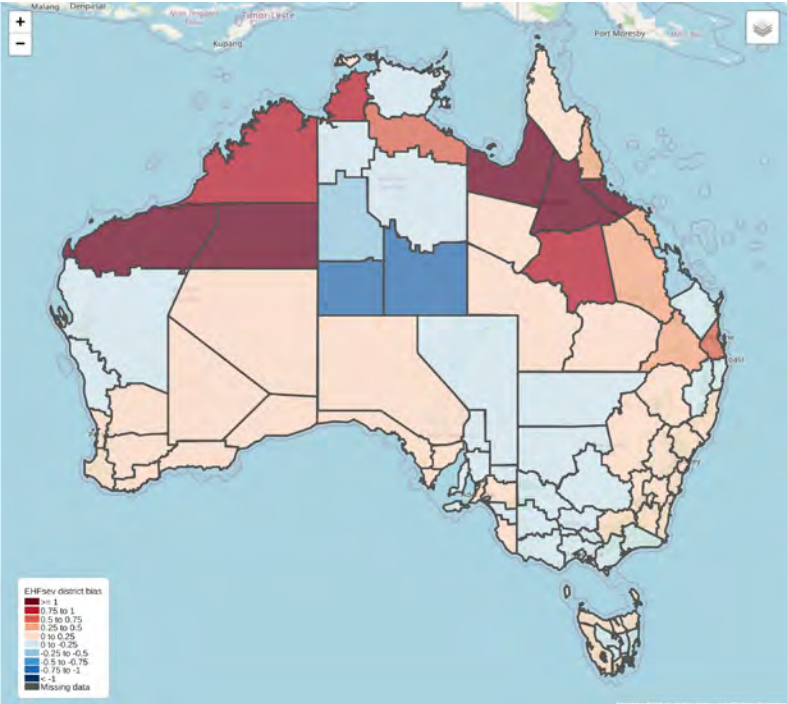 Malang Denpasar
Timor-Leste
Kupang
Port Moresby
+
−
EHFsev district bias
>= 1
0.75 to 1
0.5 to 0.75
0.25 to 0.5
0 to 0.25
0 to -0.25
-0.25 to -0.5
-0.5 to -0.75
-0.75 to -1
< -1
Missing data